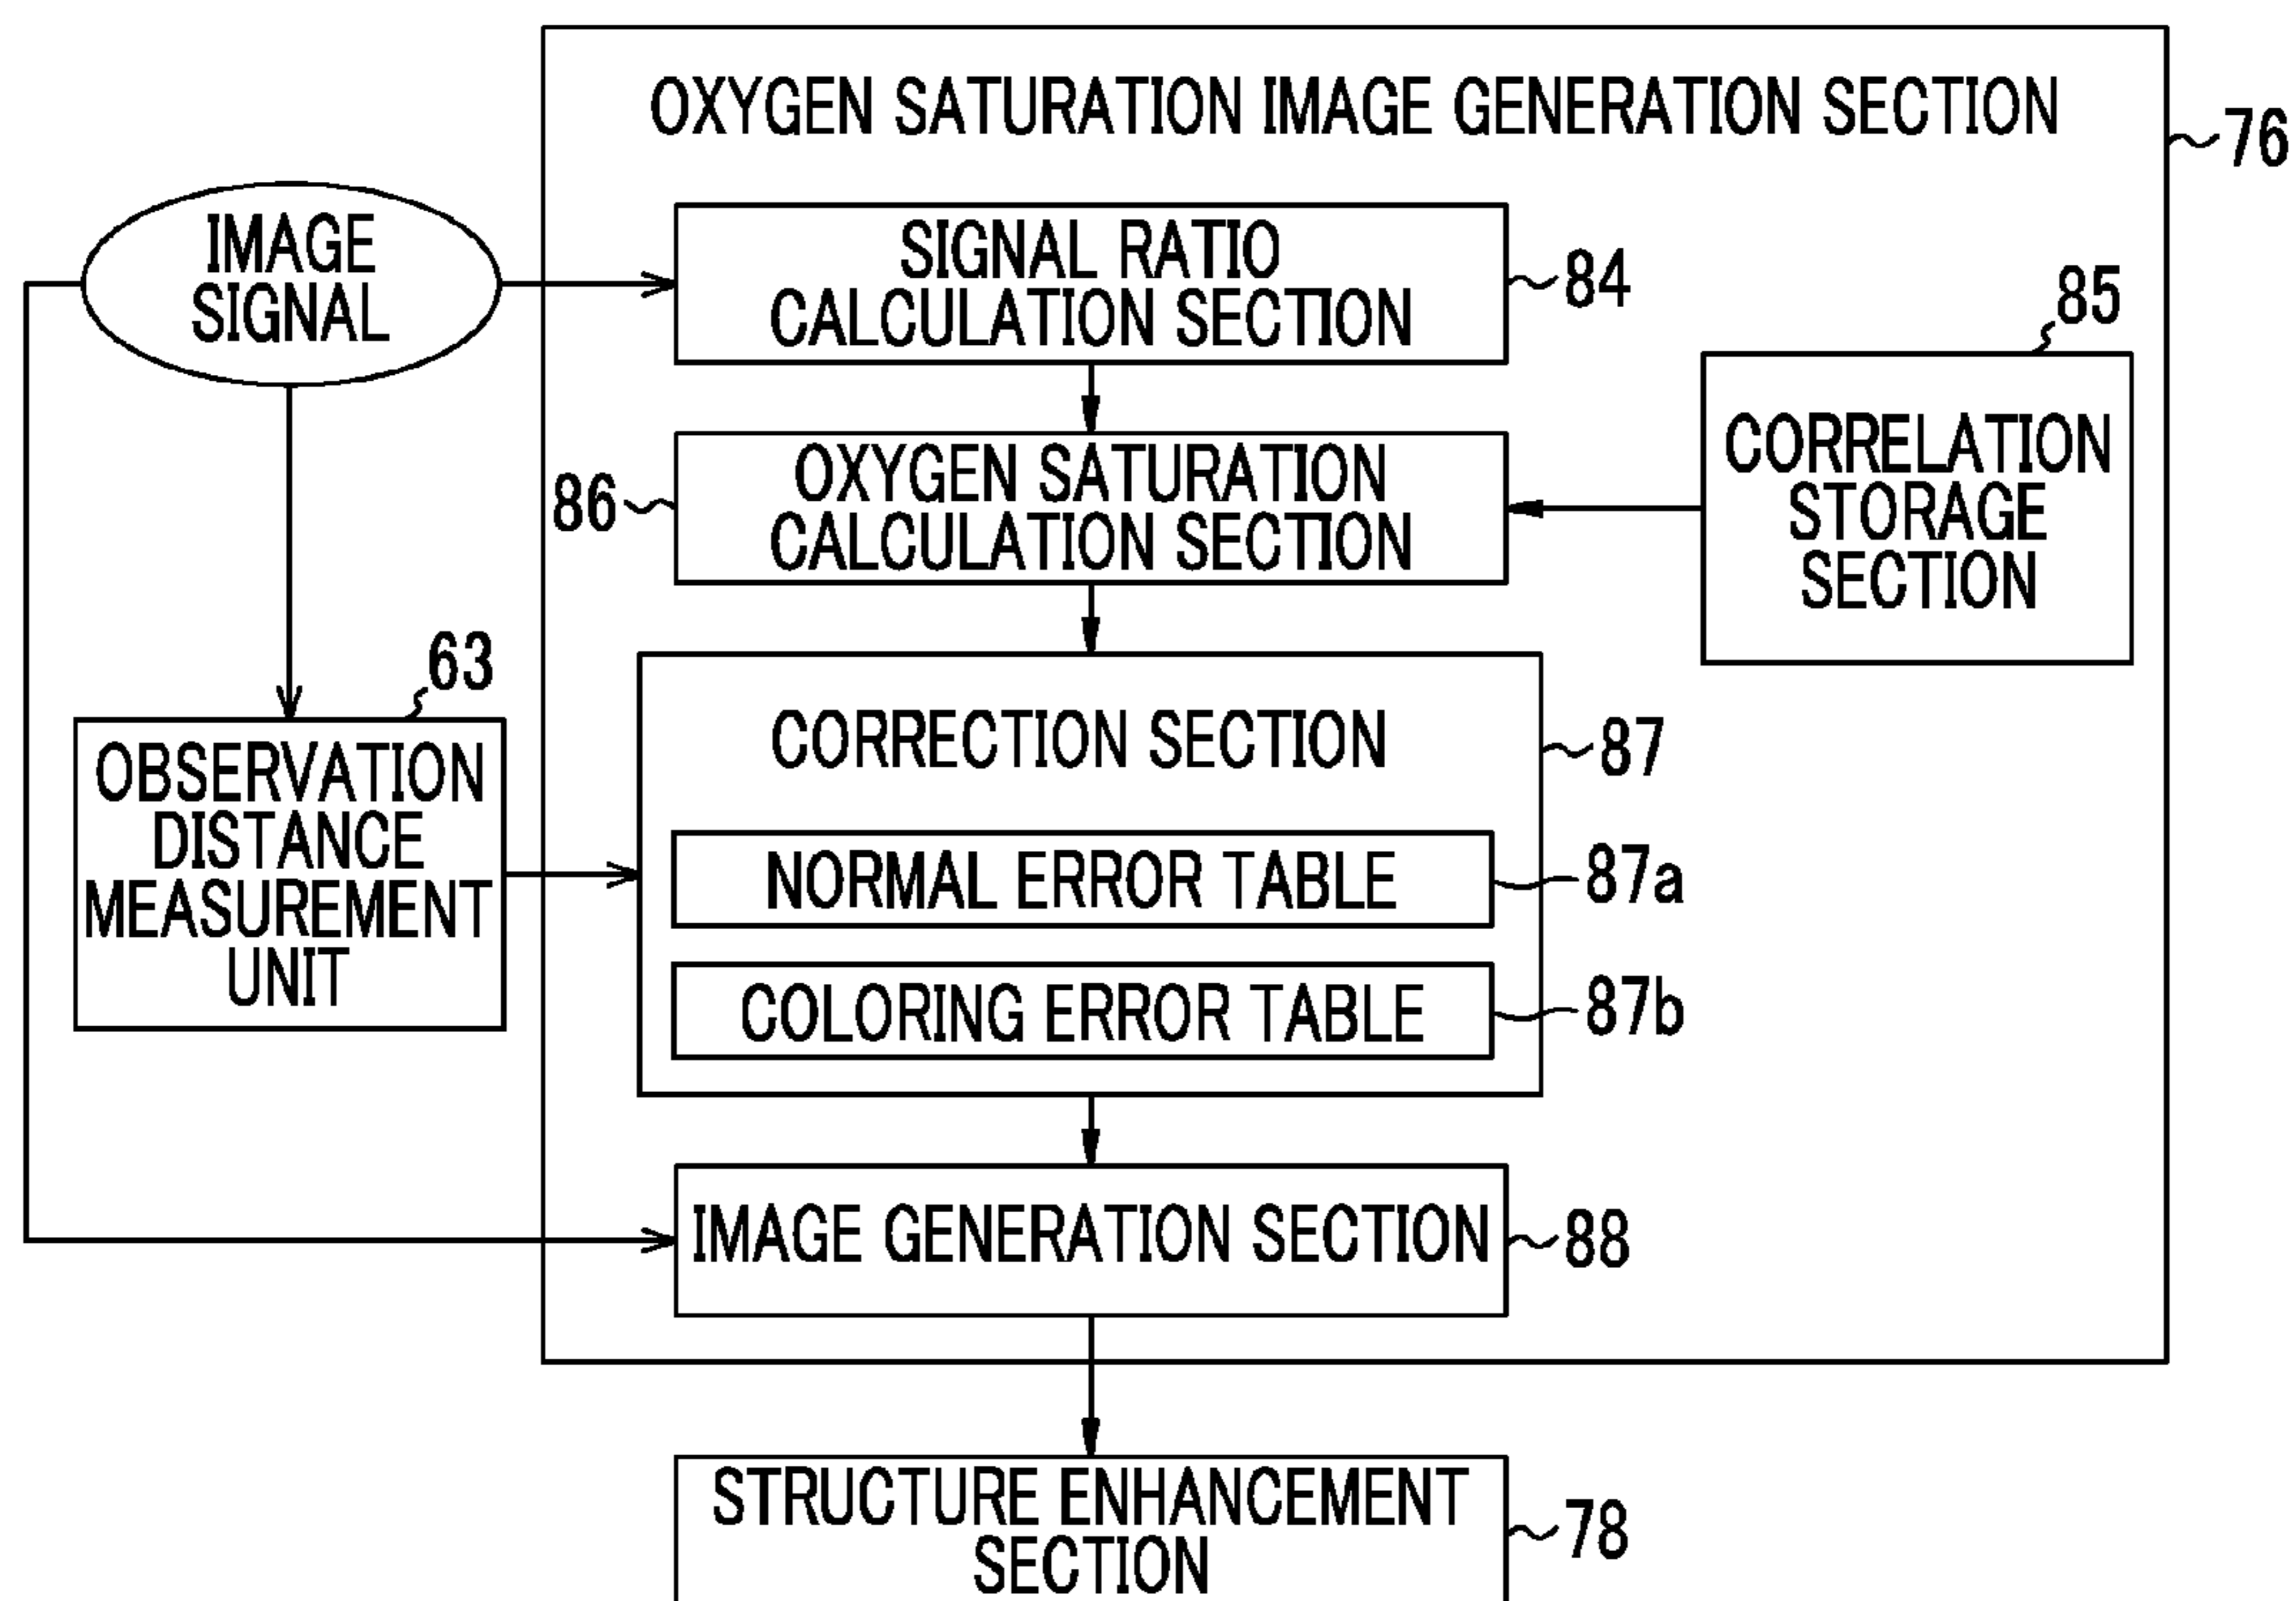 OXYGEN SATURATION IMAGE GENERATION SECTION
76
IMAGE
SIGNAL
SIGNAL RATIO
CALCULATION SECTION
84
85
CORRELATION
STORAGE
SECTION
86
OXYGEN SATURATION
CALCULATION SECTION
63
OBSERVATION
DISTANCE
MEASUREMENT
UNIT
CORRECTION SECTION
87
NORMAL ERROR TABLE
87a
COLORING ERROR TABLE
87b
IMAGE GENERATION SECTION
88
STRUCTURE ENHANCEMENT
SECTION
78